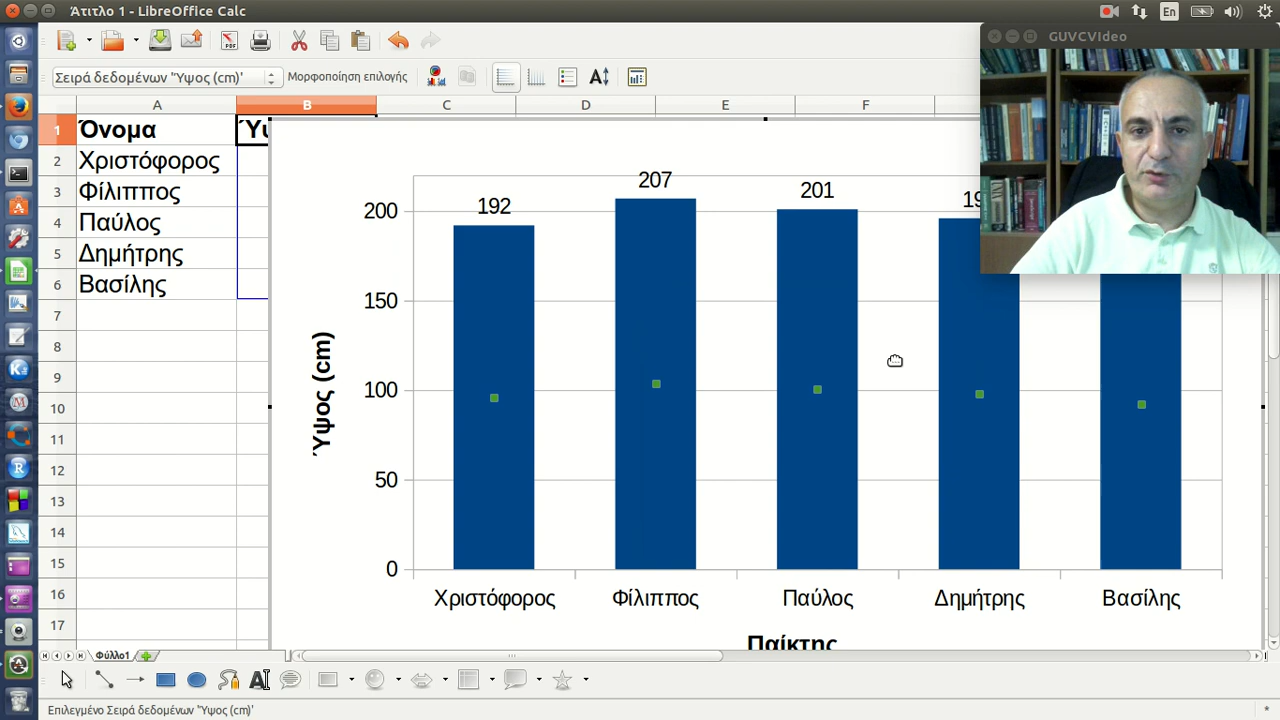 Άτιτλο 1 - LibreOffice Calc
En
GUVCVIdeo
Σειρά δεδομένων 'Ύψος (cm)'
Μορφοποίηση επιλογής
A B C D E F
1 Όνομα
2 Χριστόφορος
3 Φίλιππος
4 Παύλος
5 Δημήτρης
6 Βασίλης
7
8
9
10
11
12
13
14
15
16
17
192 207 201
200
150
100
50
0
Ύψος (cm)
Χριστόφορος Φίλιππος Παύλος Δημήτρης Βασίλης
Παίκτης
Φύλλο1
Επιλεγμένο Σειρά δεδομένων 'Ύψος (cm)'